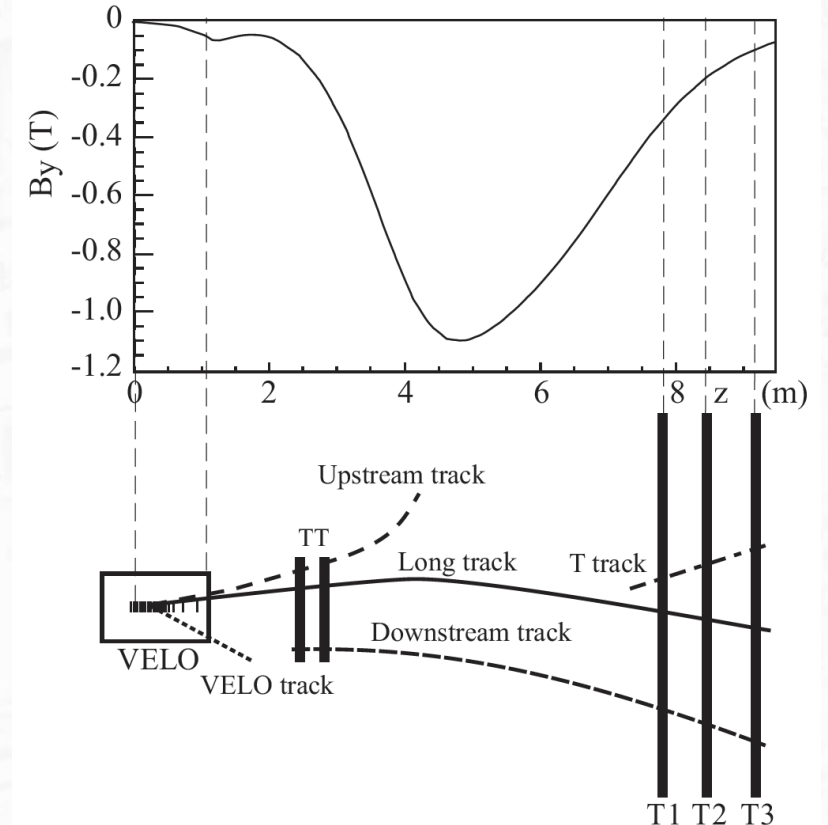 0
-0.2
-0.4
-0.6
-0.8
-1.0
-1.2
By (T)
0 2 4 6 8 z (m)
Upstream track
TT
Long track
T track
Downstream track
VELO
VELO track
T1 T2 T3